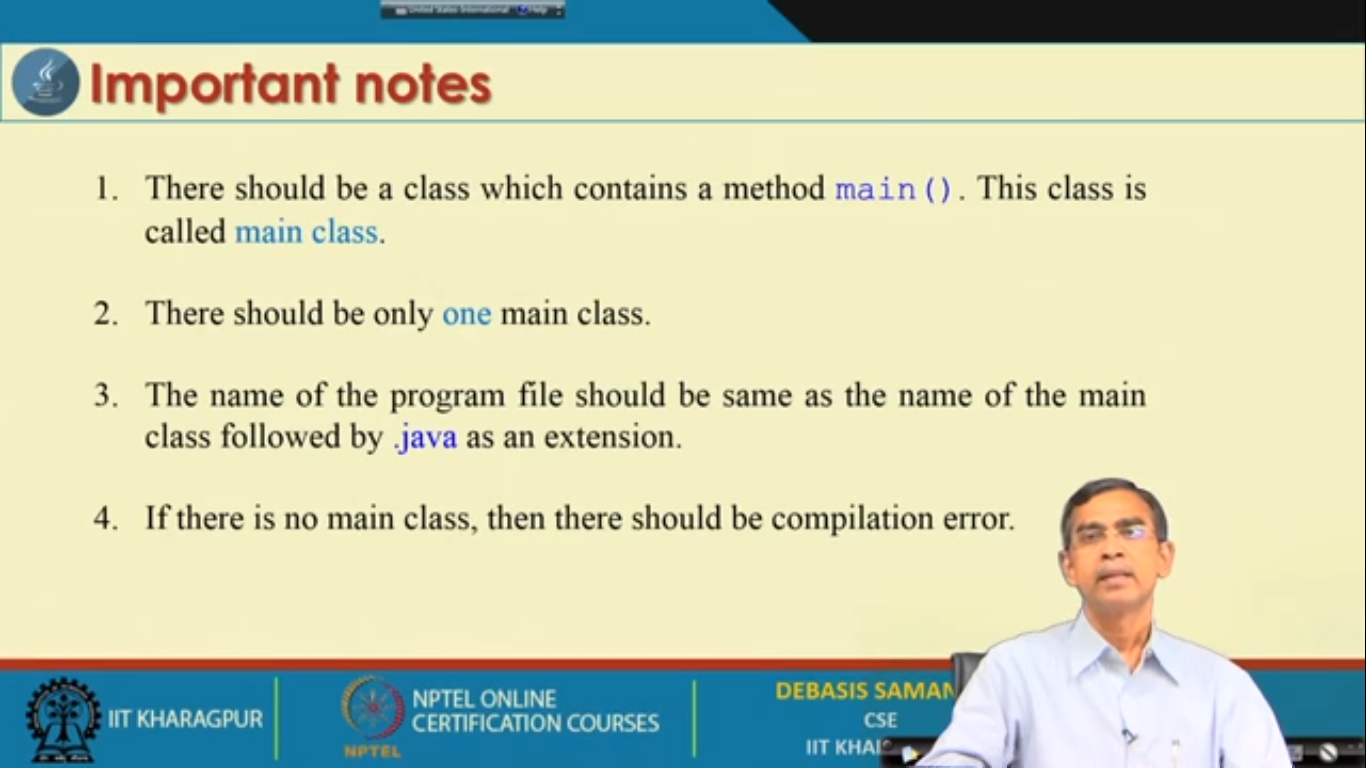 United States-International Help
Important notes
1. There should be a class which contains a method main(). This class is
called main class.
2. There should be only one main class.
3. The name of the program file should be same as the name of the main
class followed by .java as an extension.
4. If there is no main class, then there should be compilation error.
IIT KHARAGPUR
NPTEL
NPTEL ONLINE
CERTIFICATION COURSES
DEBASIS SAMAN
CSE
IIT KHA